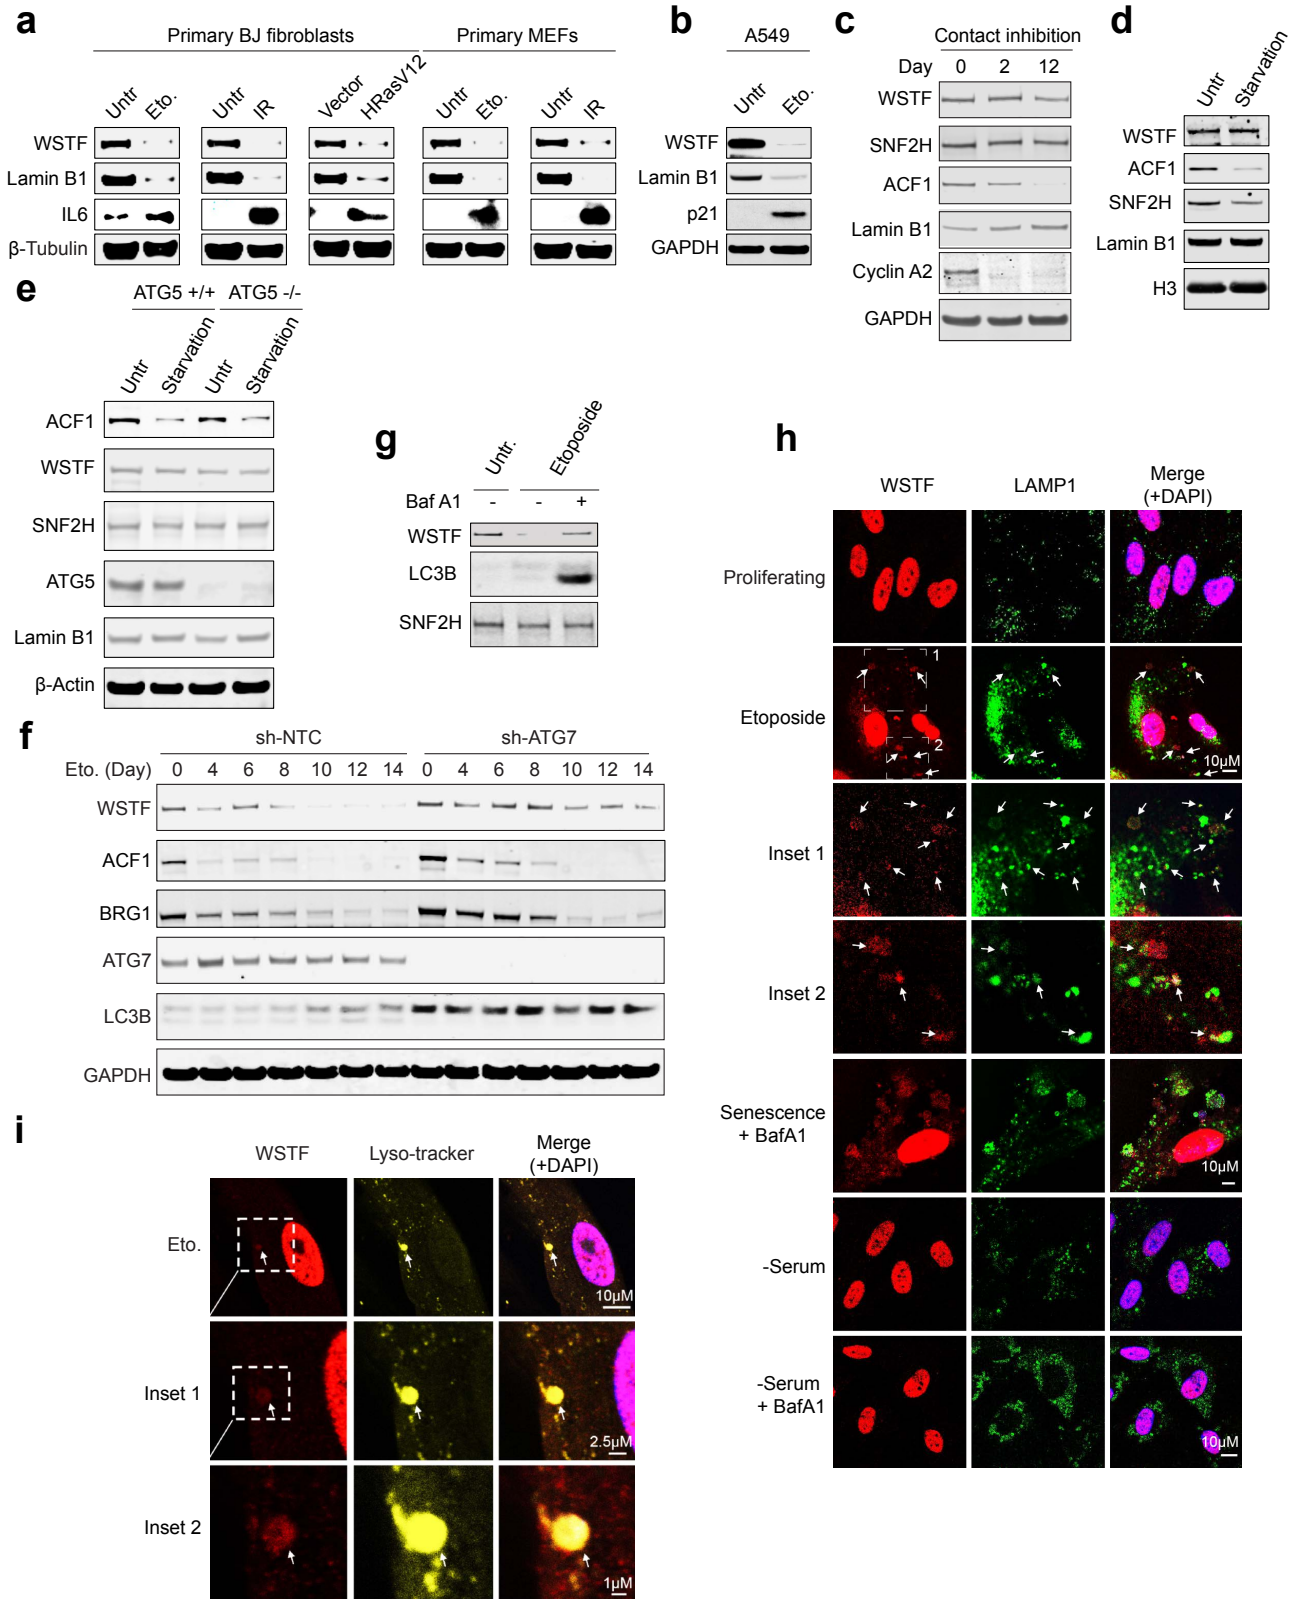 a
Primary BJ fibroblasts
Primary MEFs
Untr
Eto.
Untr
IR
Vector
HRasV12
Untr
Eto.
Untr
IR
WSTF
Lamin B1
IL6
β-Tubulin
b
A549
Untr
Eto.
WSTF
Lamin B1
p21
GAPDH
c
Contact inhibition
Day 0 2 12
WSTF
SNF2H
ACF1
Lamin B1
Cyclin A2
GAPDH
d
Untr
Starvation
WSTF
ACF1
SNF2H
Lamin B1
H3
e
ATG5 +/+ ATG5 -/-
Untr
Starvation
Untr
Starvation
ACF1
WSTF
SNF2H
ATG5
Lamin B1
β-Actin
g
Untr.
Etoposide
Baf A1 - - +
WSTF
LC3B
SNF2H
f
sh-NTC sh-ATG7
Eto. (Day) 0 4 6 8 10 12 14 0 4 6 8 10 12 14
WSTF
ACF1
BRG1
ATG7
LC3B
GAPDH
h
WSTF LAMP1 Merge
(+DAPI)
Proliferating
Etoposide
1
2
10µM
Inset 1
Inset 2
Senescence
+ BafA1
10µM
-Serum
-Serum
+ BafA1
10µM
i
WSTF Lyso-tracker Merge
(+DAPI)
Eto.
10µM
Inset 1
2.5µM
Inset 2
1µM